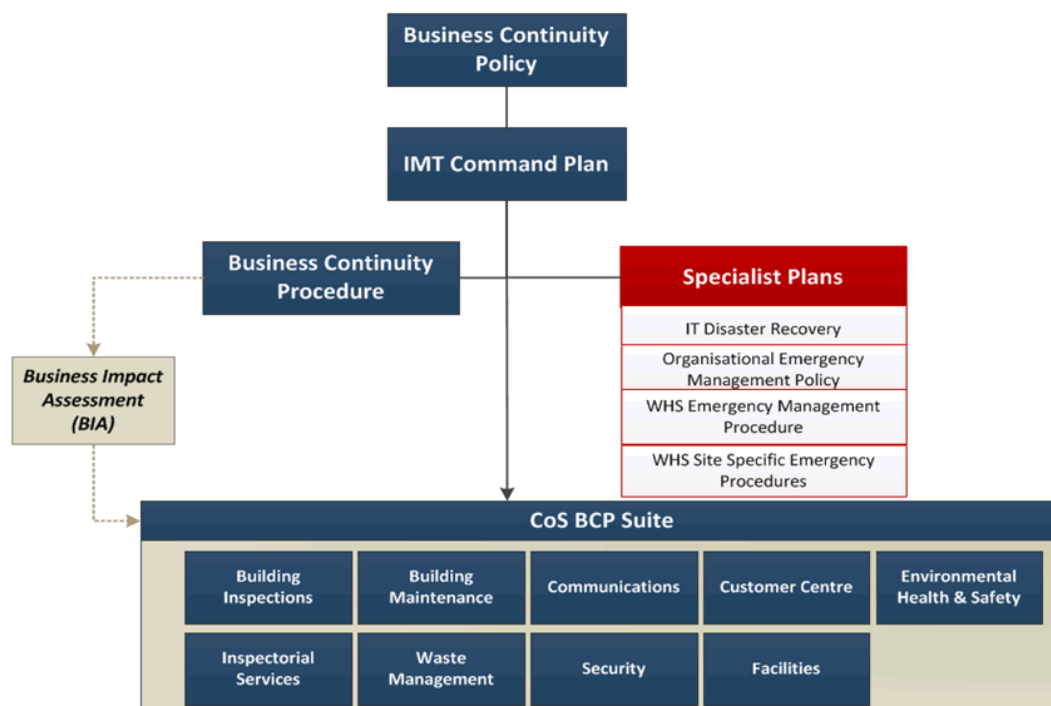 Business Continuity
Policy
IMT Command Plan
Business Continuity
Procedure
Specialist Plans
IT Disaster Recovery
Organisational Emergency
Management Policy
WHS Emergency Management
Procedure
WHS Site Specific Emergency
Procedures
Business Impact
Assessment
(BIA)
CoS BCP Suite
Building
Inspections
Building
Maintenance
Communications
Customer Centre
Environmental
Health & Safety
Inspectorial
Services
Waste
Management
Security
Facilities